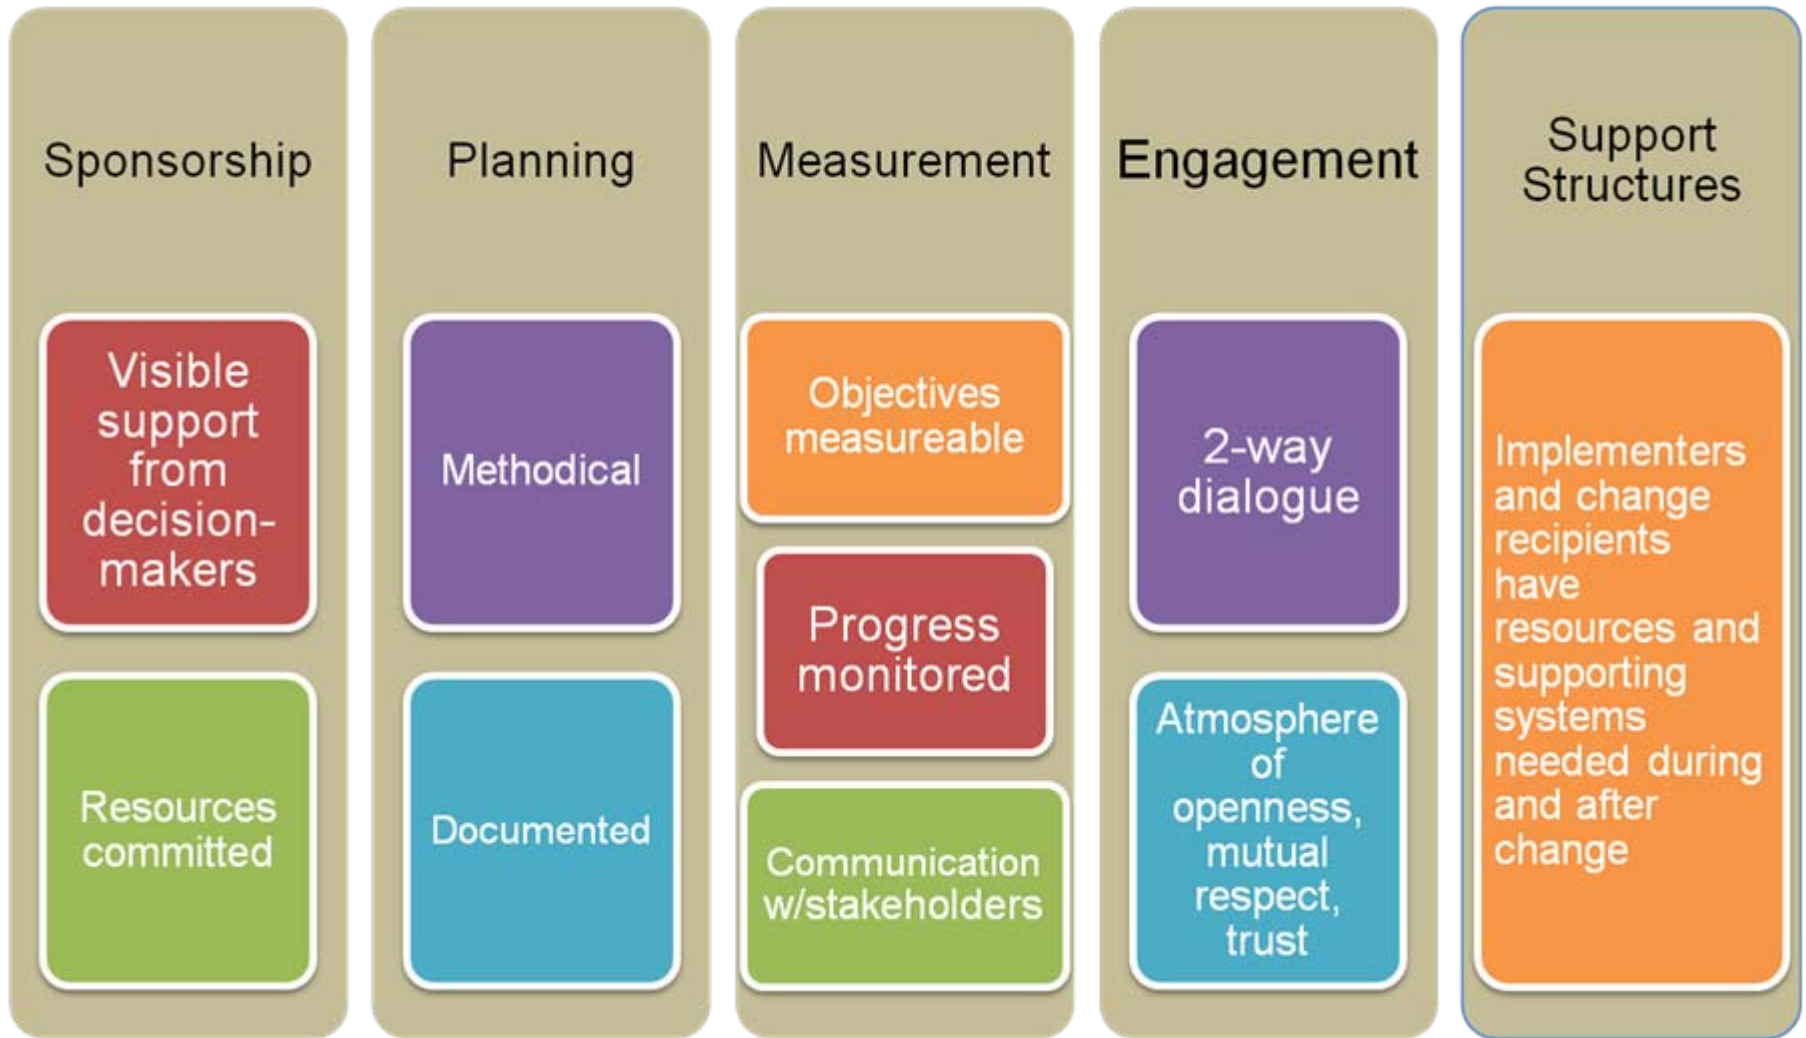 Sponsorship
Visible
support
from
decision-
makers
Resources
committed
Planning
Methodical
Documented
Measurement
Objectives
measureable
Progress
monitored
Communication
w/stakeholders
Engagement
2-way
dialogue
Atmosphere
of
openness,
mutual
respect,
trust
Support
Structures
Implementers
and change
recipients
have
resources and
supporting
systems
needed during
and after
change